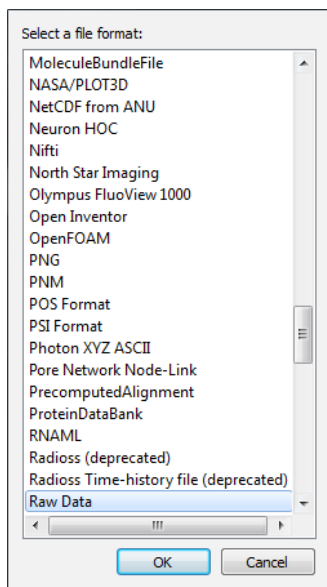 Select a file format:
MoleculeBundleFile
NASA/PLOT3D
NetCDF from ANU
Neuron HOC
Nifti
North Star Imaging
Olympus FluoView 1000
Open Inventor
OpenFOAM
PNG
PNM
POS Format
PSI Format
Photon XYZ ASCII
Pore Network Node-Link
PrecomputedAlignment
ProteinDataBank
RNAML
Radioss (deprecated)
Radioss Time-history file (deprecated)
Raw Data
OK Cancel